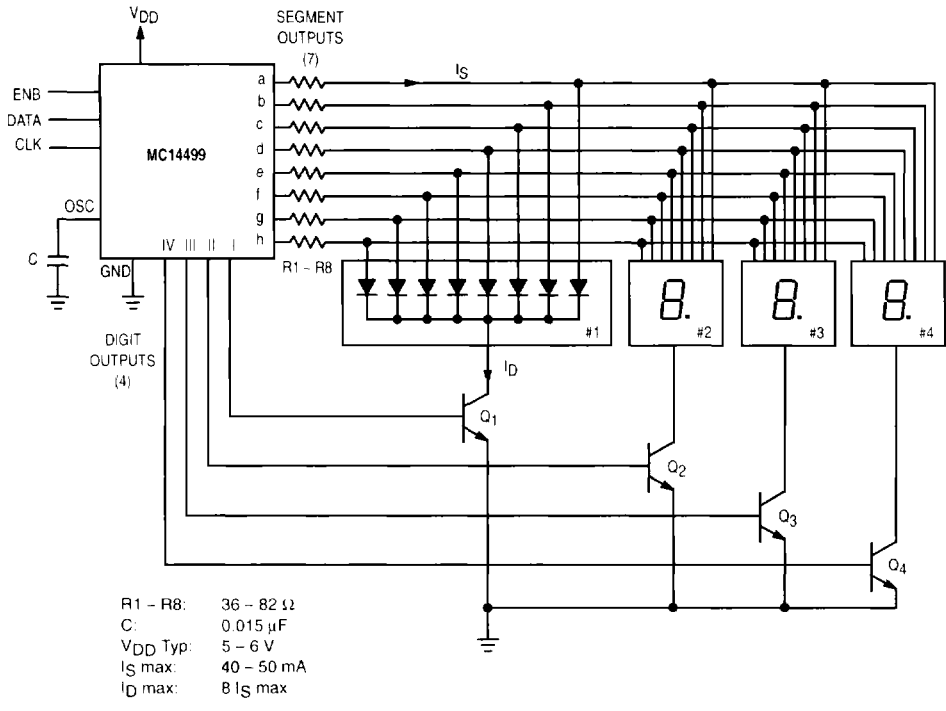 VDD
SEGMENT
OUTPUTS
(7)
a
IS
b
ENB
c
DATA
d
CLK
MC14499
e
f
OSC
g
IV III II I
h
C
GND
R1 – R8
#1
#2
#3
#4
DIGIT
OUTPUTS
(4)
ID
Q1
Q2
Q3
Q4
R1 – R8: 36 – 82 Ω
C: 0.015 µF
VDD Typ: 5 – 6 V
IS max: 40 – 50 mA
ID max: 8 IS max